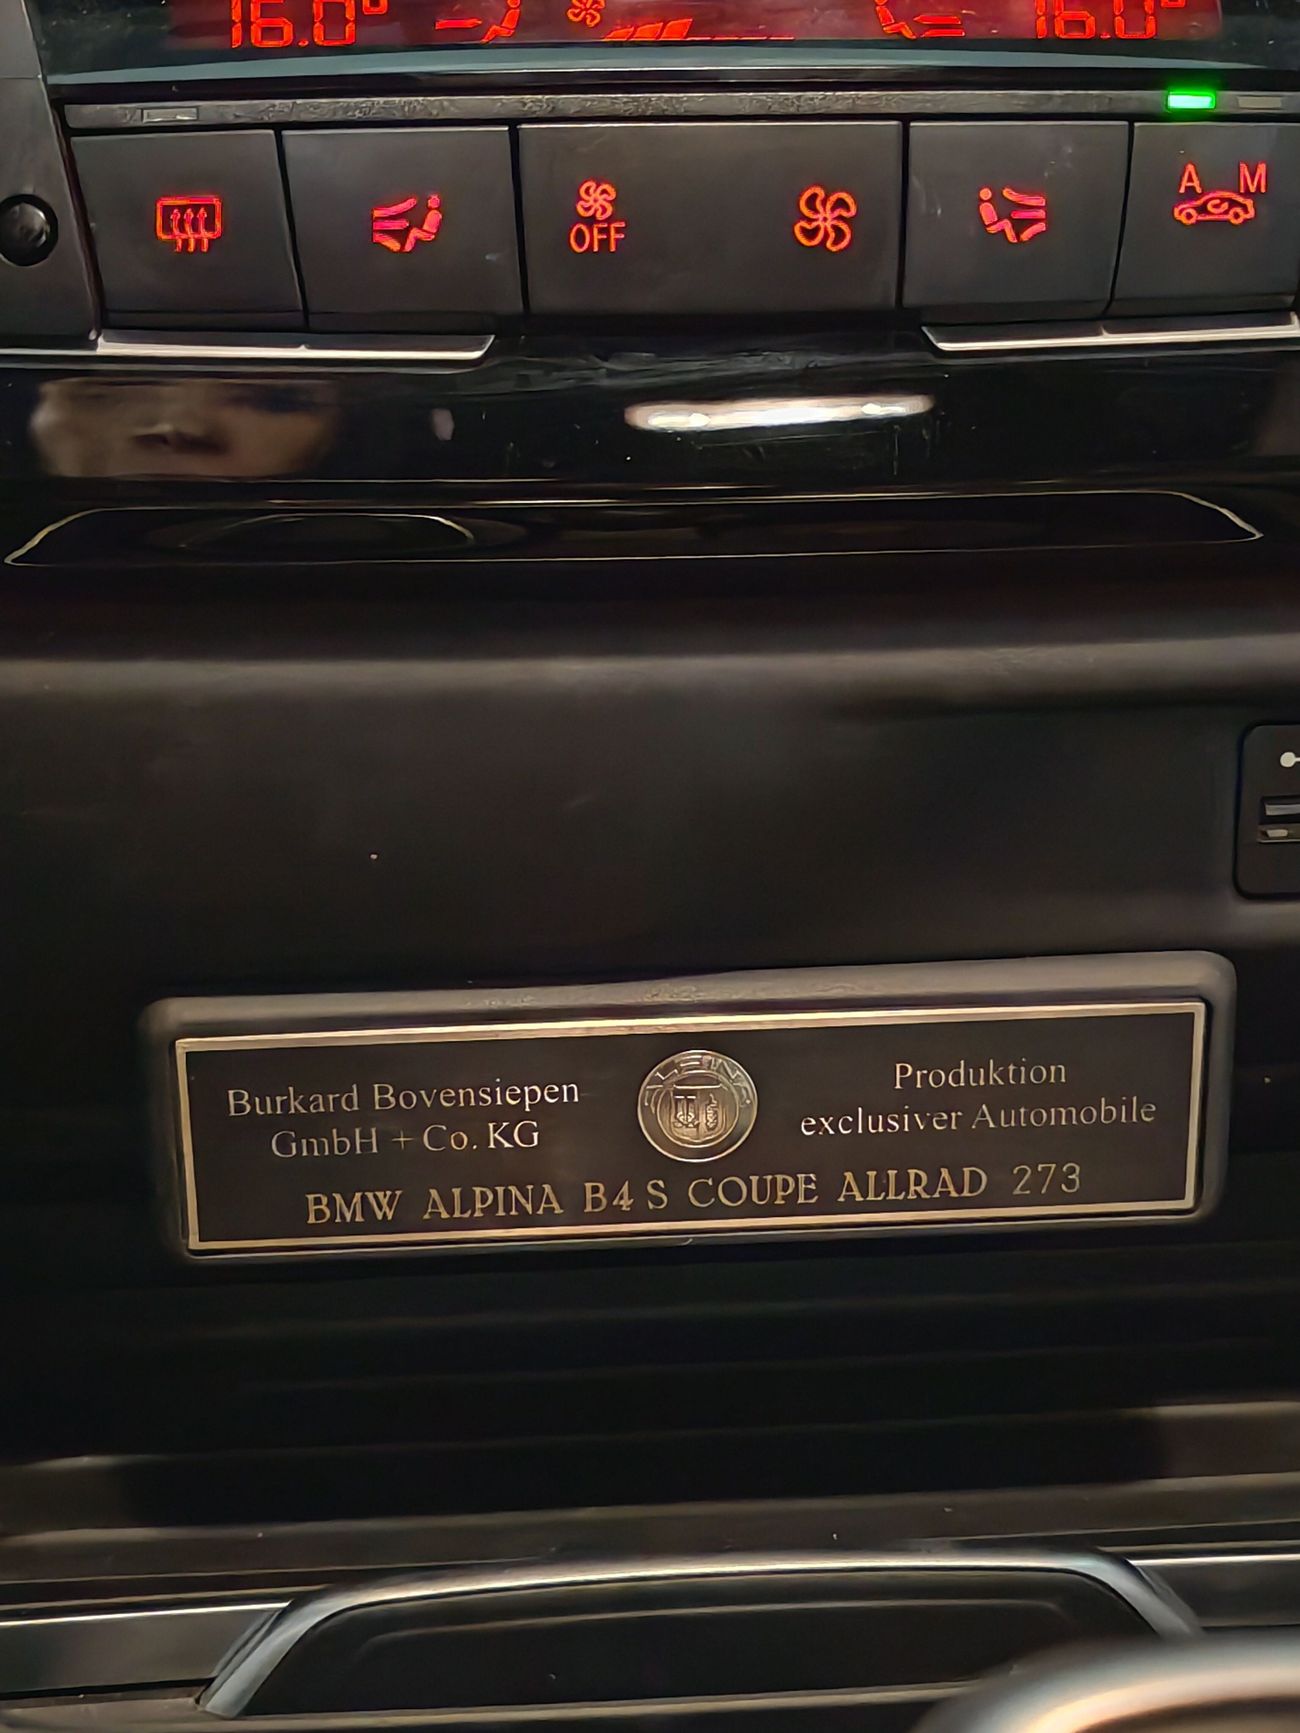 16.0° 16.0°
A M
OFF
Burkard Bovensiepen
GmbH + Co. KG
ALPINA
Produktion
exclusiver Automobile
BMW ALPINA B4 S COUPE ALLRAD 273